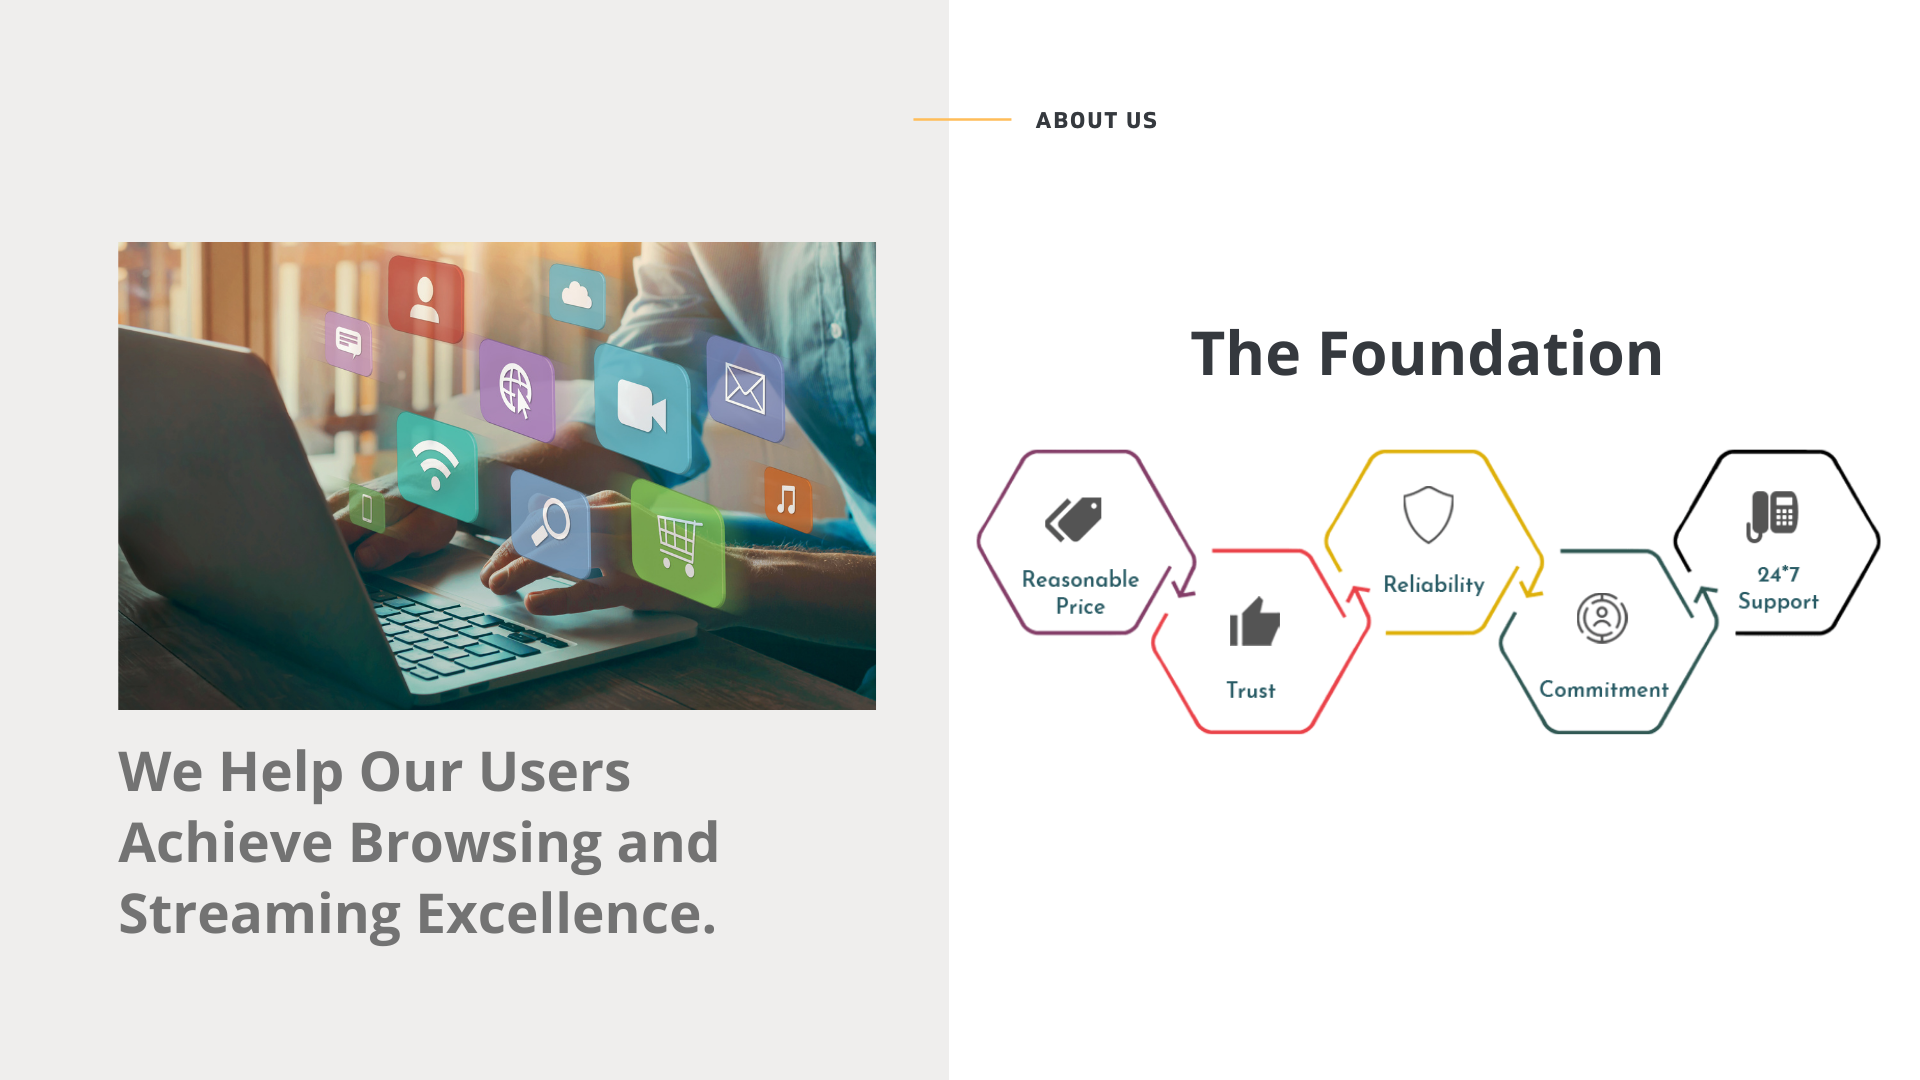 ABOUT US
We Help Our Users
Achieve Browsing and
Streaming Excellence.
The Foundation
Reasonable
Price
Trust
Reliability
Commitment
24*7
Support